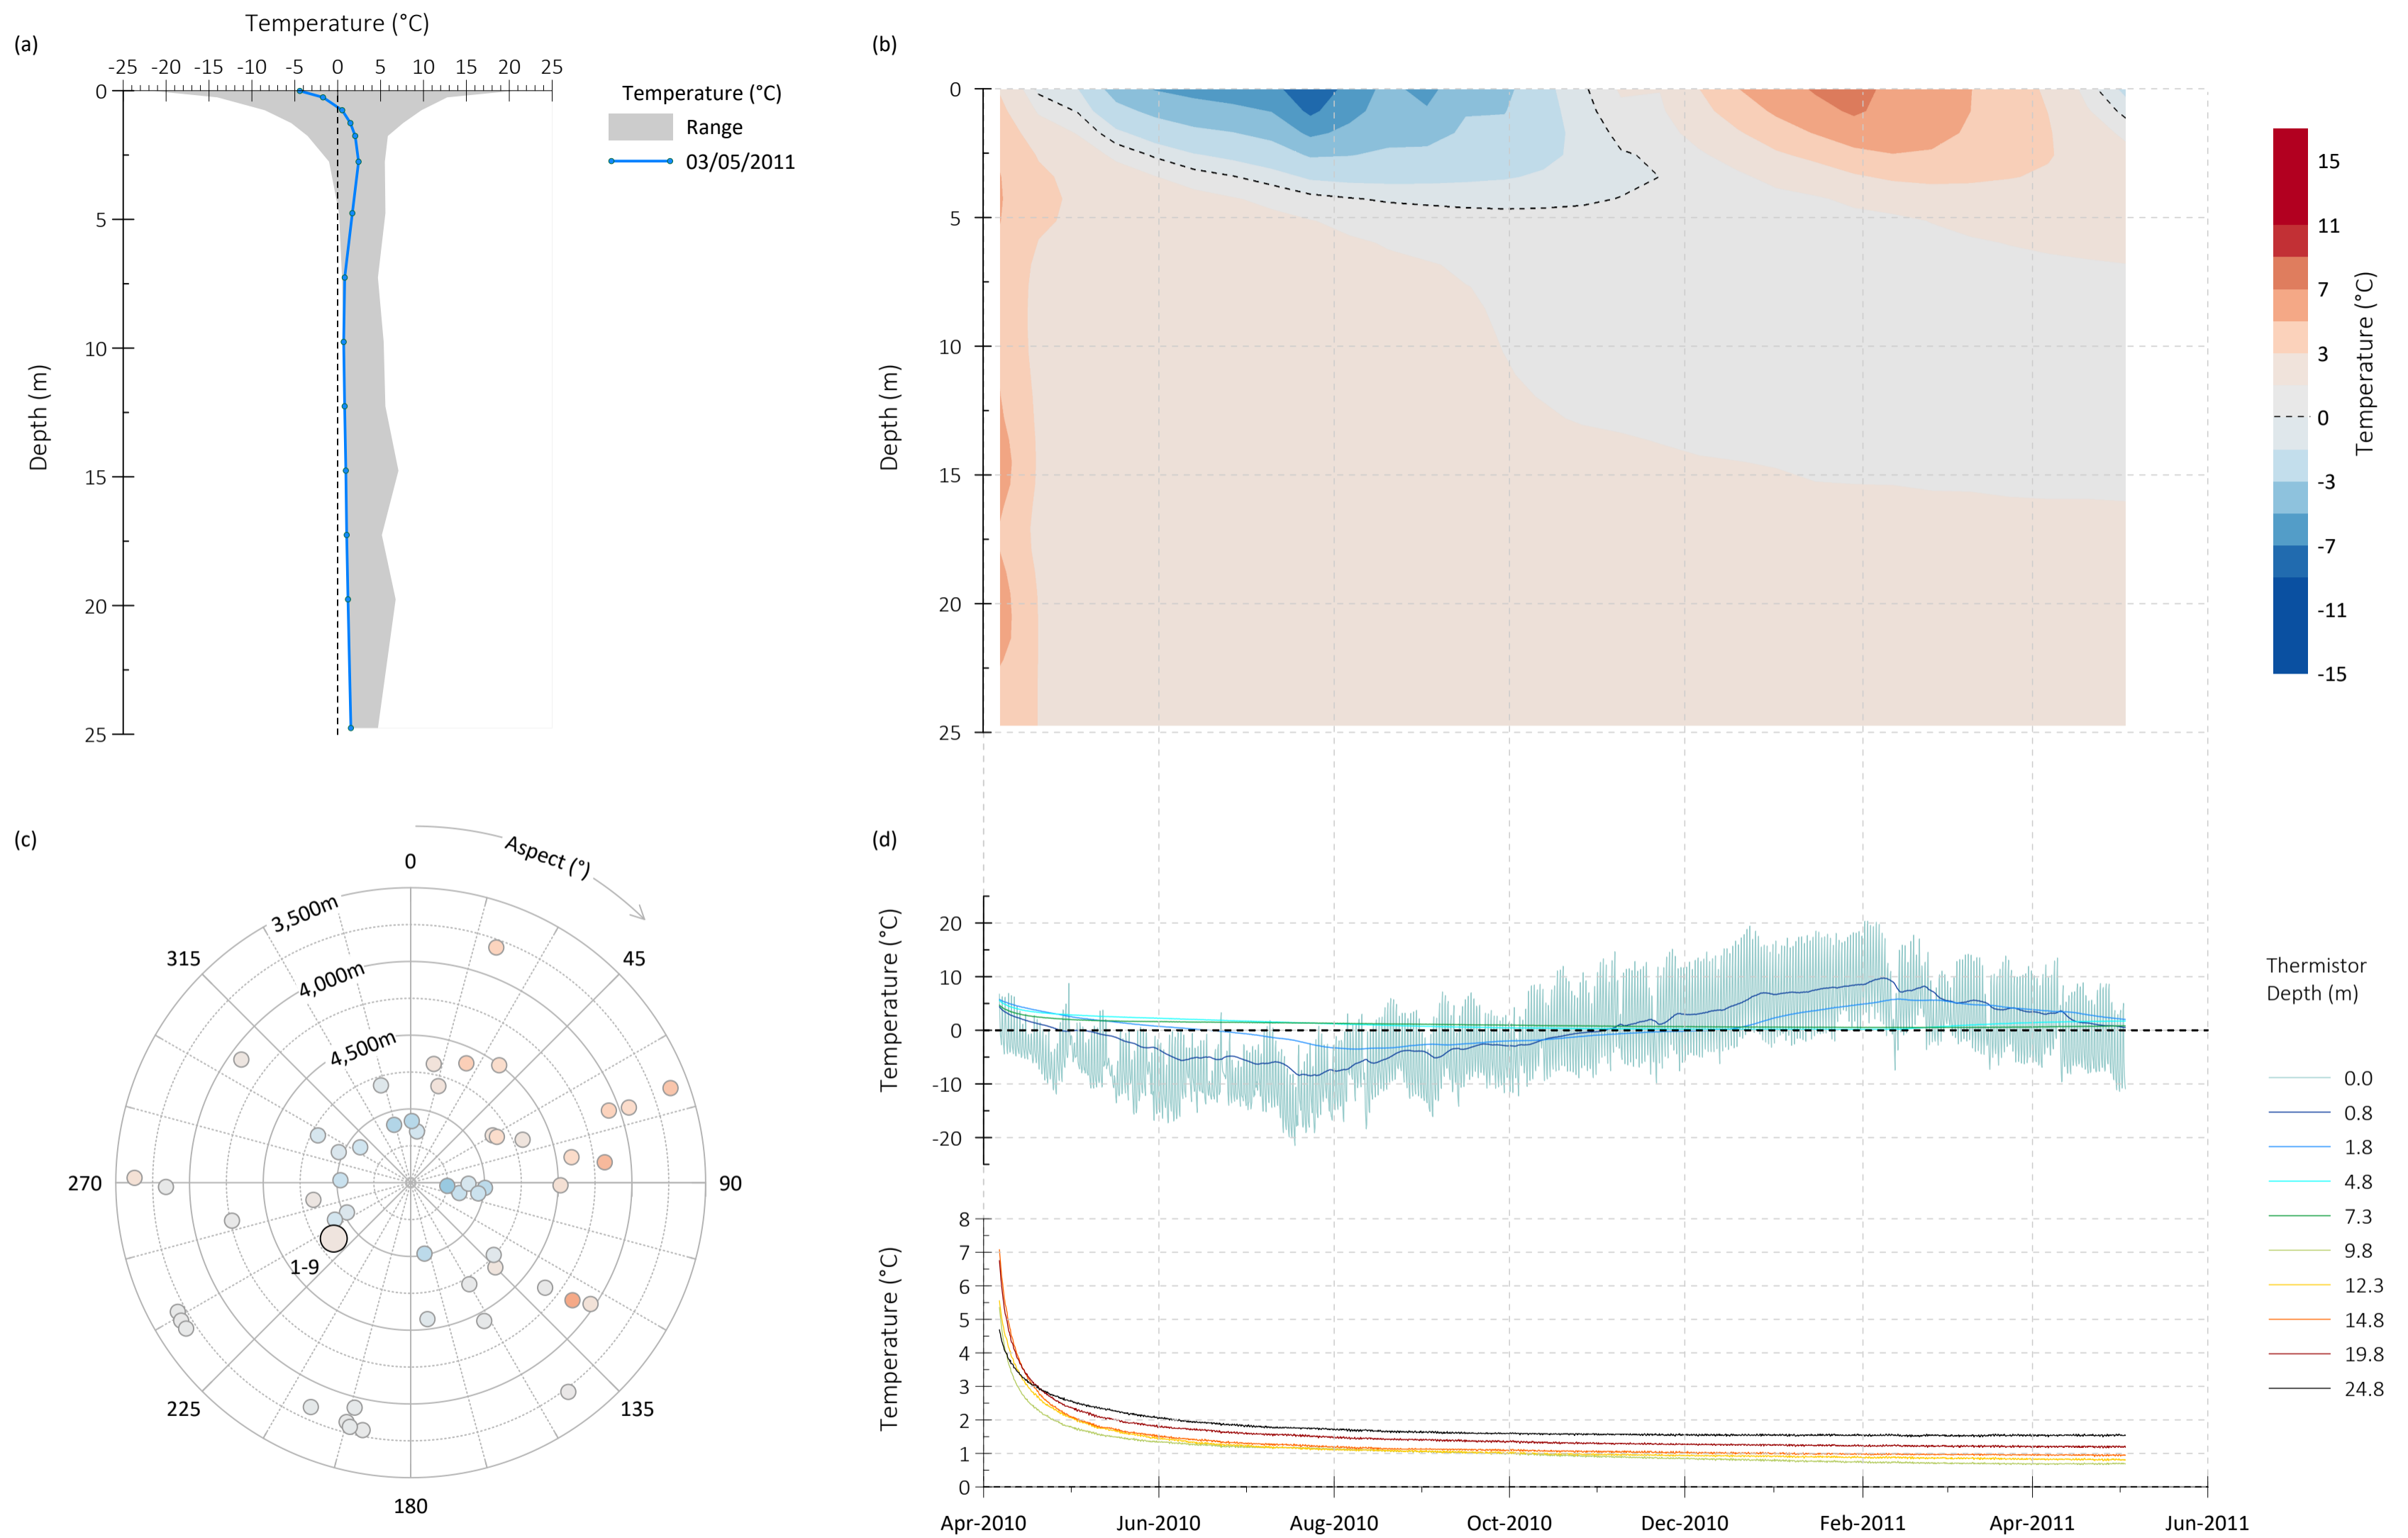 (a)
Temperature (°C)
-25 -20 -15 -10 -5 0 5 10 15 20 25
0
5
10
15
20
25
Depth (m)
Temperature (°C)
Range
03/05/2011
(b)
0
5
10
15
20
25
Depth (m)
15
11
7
3
0
-3
-7
-11
-15
Temperature (°C)
(c)
Aspect (°)
0
45
90
135
180
225
270
315
3,500m
4,000m
4,500m
1-9
(d)
20
10
0
-10
-20
Temperature (°C)
8
7
6
5
4
3
2
1
0
Temperature (°C)
Apr-2010 Jun-2010 Aug-2010 Oct-2010 Dec-2010 Feb-2011 Apr-2011 Jun-2011
Thermistor
Depth (m)
0.0
0.8
1.8
4.8
7.3
9.8
12.3
14.8
19.8
24.8